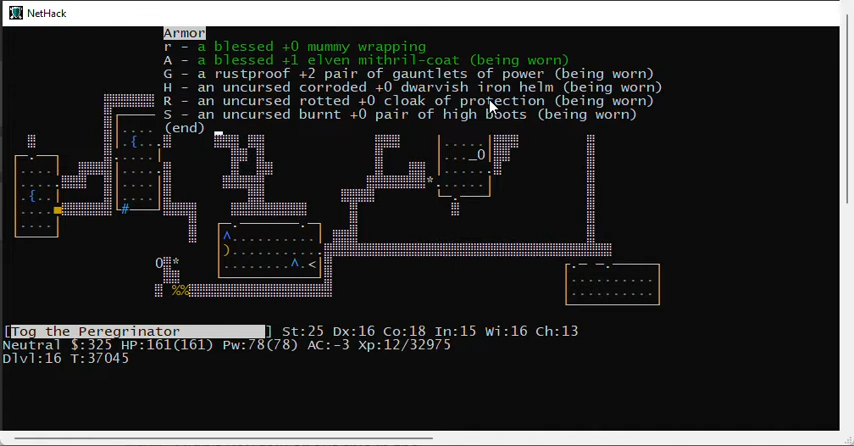 NetHack
Armor
r - a blessed +0 mummy wrapping
A - a blessed +1 elven mithril-coat (being worn)
G - a rustproof +2 pair of gauntlets of power (being worn)
H - an uncursed corroded +0 dwarvish iron helm (being worn)
R - an uncursed rotted +0 cloak of protection (being worn)
S - an uncursed burnt +0 pair of high boots (being worn)
(end)
[Tog the Peregrinator ] St:25 Dx:16 Co:18 In:15 Wi:16 Ch:13
Neutral $:325 HP:161(161) Pw:78(78) AC:-3 Xp:12/32975
Dlvl:16 T:37045